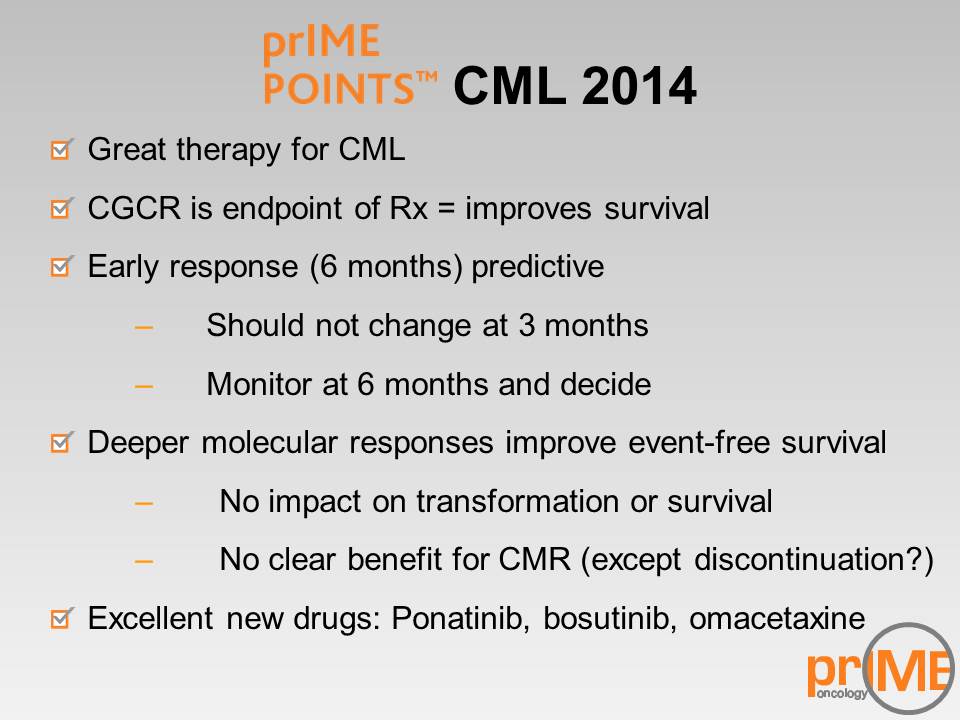 prIME
POINTS™ CML 2014
Great therapy for CML
CGCR is endpoint of Rx = improves survival
Early response (6 months) predictive
– Should not change at 3 months
– Monitor at 6 months and decide
Deeper molecular responses improve event-free survival
– No impact on transformation or survival
– No clear benefit for CMR (except discontinuation?)
Excellent new drugs: Ponatinib, bosutinib, omacetaxine
prIME
oncology